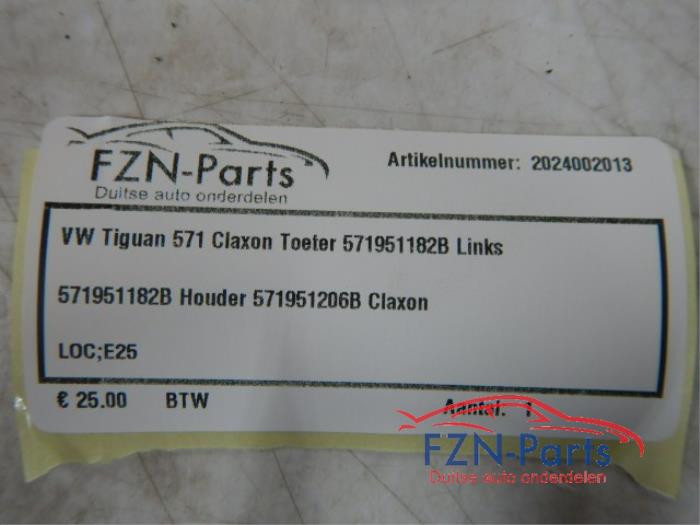 FZN-Parts
Duitse auto onderdelen
Artikelnummer: 2024002013
VW Tiguan 571 Claxon Toeter 571951182B Links
571951182B Houder 571951206B Claxon
LOC;E25
€ 25.00 BTW Aantal: 1
FZN-Parts
Duitse auto onderdelen